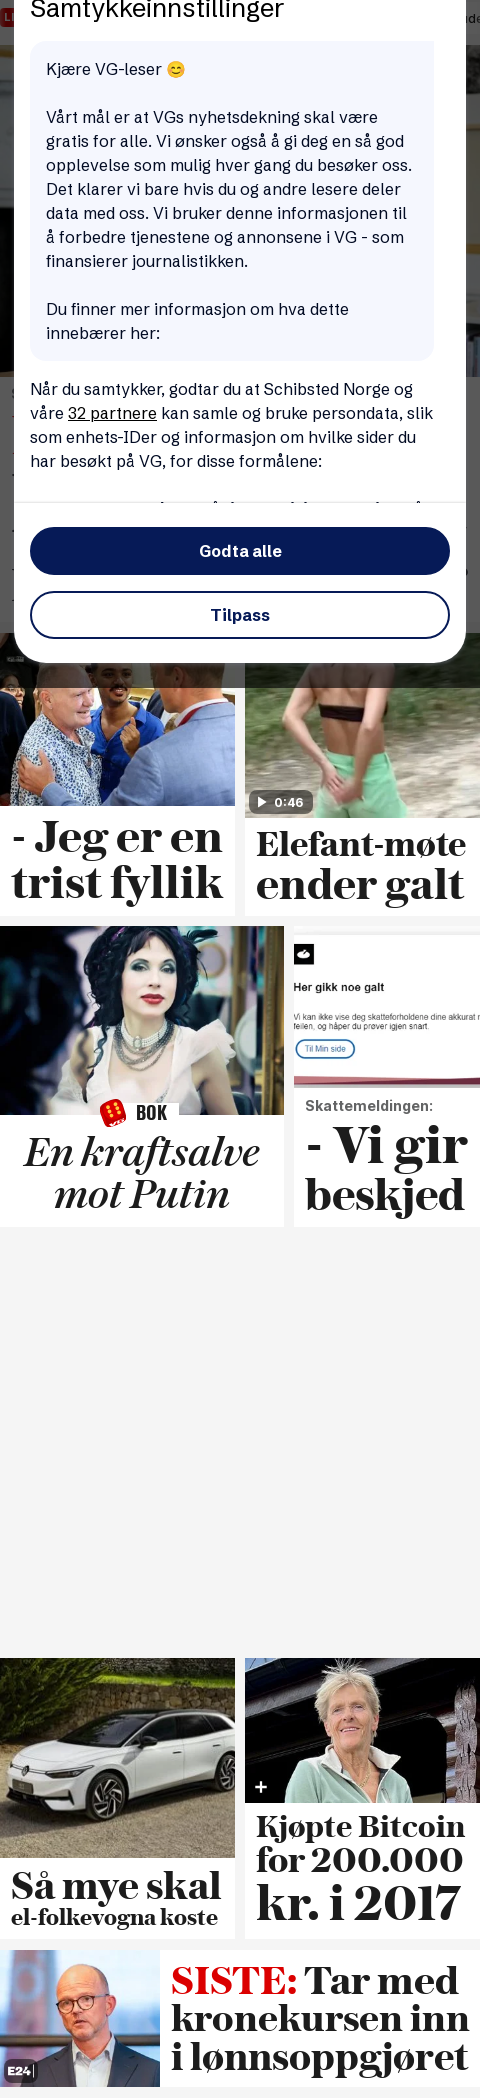 Samtykkeinnstillinger
Kjære VG-leser 😊
Vårt mål er at VGs nyhetsdekning skal være
gratis for alle. Vi ønsker også å gi deg en så god
opplevelse som mulig hver gang du besøker oss.
Det klarer vi bare hvis du og andre lesere deler
data med oss. Vi bruker denne informasjonen til
å forbedre tjenestene og annonsene i VG - som
finansierer journalistikken.
Du finner mer informasjon om hva dette
innebærer her:
Når du samtykker, godtar du at Schibsted Norge og
våre 32 partnere kan samle og bruke persondata, slik
som enhets-IDer og informasjon om hvilke sider du
har besøkt på VG, for disse formålene:
Godta alle
Tilpass
0:46
- Jeg er en
trist fyllik
Elefant-møte
ender galt
Her gikk noe galt
Vi kan ikke vise deg skatteforholdene dine akkurat
feilen, og håper du prøver igjen snart.
Til Min side
BOK
En kraftsalve
mot Putin
Skattemeldingen:
- Vi gir
beskjed
Så mye skal
el-folkevogna koste
Kjøpte Bitcoin
for 200.000
kr. i 2017
E24
SISTE: Tar med
kronekursen inn
i lønnsoppgjøret